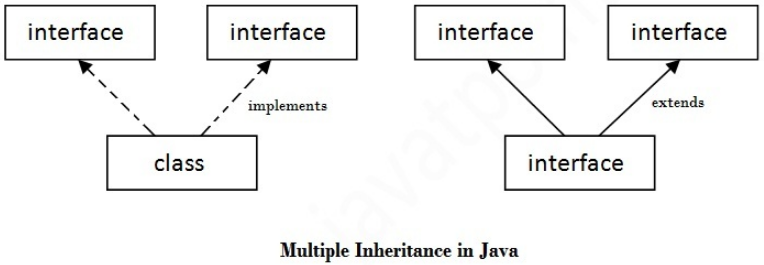 interface interface interface interface
implements extends
class interface
Multiple Inheritance in Java